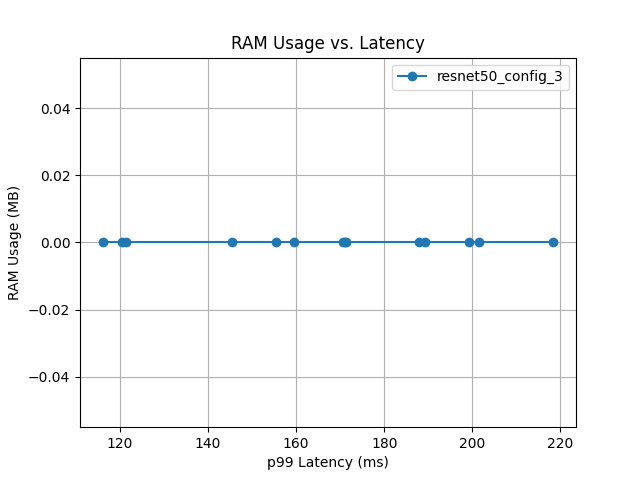 RAM Usage vs. Latency
resnet50_config_3
RAM Usage (MB)
0.04
0.02
0.00
−0.02
−0.04
120 140 160 180 200 220
p99 Latency (ms)